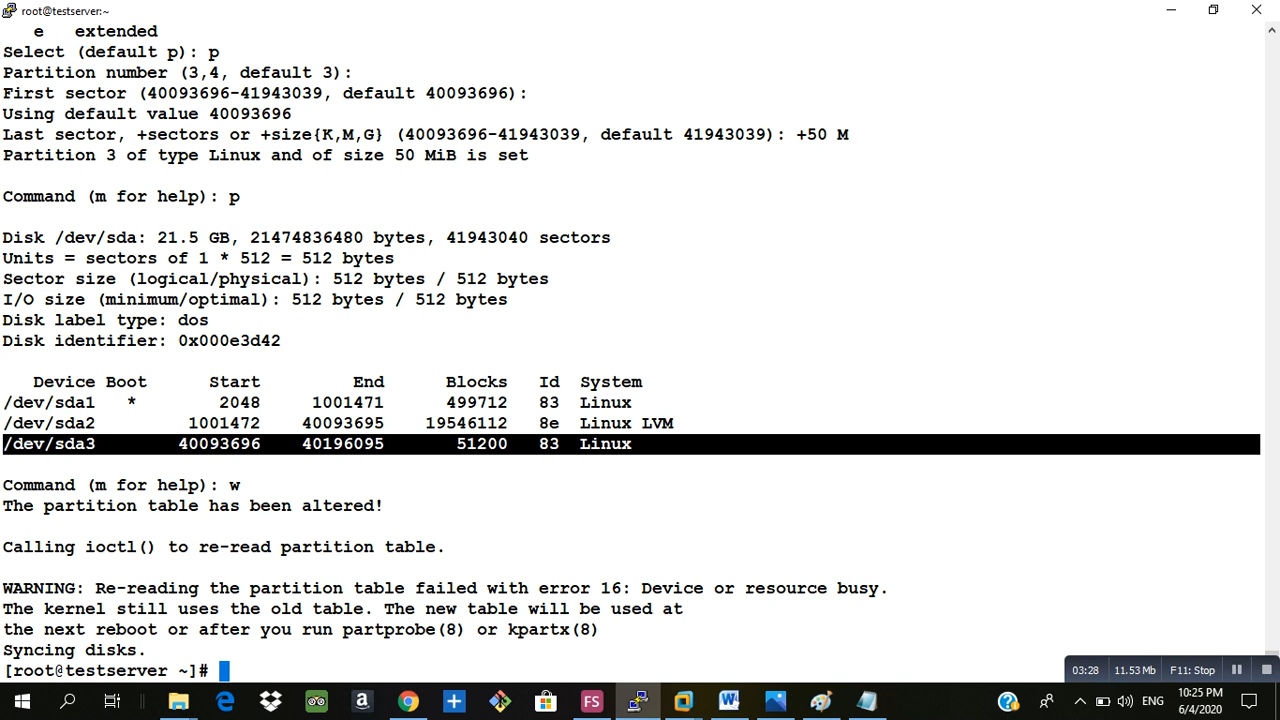 root@testserver:~
e extended
Select (default p): p
Partition number (3,4, default 3):
First sector (40093696-41943039, default 40093696):
Using default value 40093696
Last sector, +sectors or +size{K,M,G} (40093696-41943039, default 41943039): +50 M
Partition 3 of type Linux and of size 50 MiB is set
Command (m for help): p
Disk /dev/sda: 21.5 GB, 21474836480 bytes, 41943040 sectors
Units = sectors of 1 * 512 = 512 bytes
Sector size (logical/physical): 512 bytes / 512 bytes
I/O size (minimum/optimal): 512 bytes / 512 bytes
Disk label type: dos
Disk identifier: 0x000e3d42
Device Boot Start End Blocks Id System
/dev/sda1 * 2048 1001471 499712 83 Linux
/dev/sda2 1001472 40093695 19546112 8e Linux LVM
/dev/sda3 40093696 40196095 51200 83 Linux
Command (m for help): w
The partition table has been altered!
Calling ioctl() to re-read partition table.
WARNING: Re-reading the partition table failed with error 16: Device or resource busy.
The kernel still uses the old table. The new table will be used at
the next reboot or after you run partprobe(8) or kpartx(8)
Syncing disks.
[root@testserver ~]#
03:28 11.53 Mb F11: Stop
a FS W ENG 10:25 PM
6/4/2020